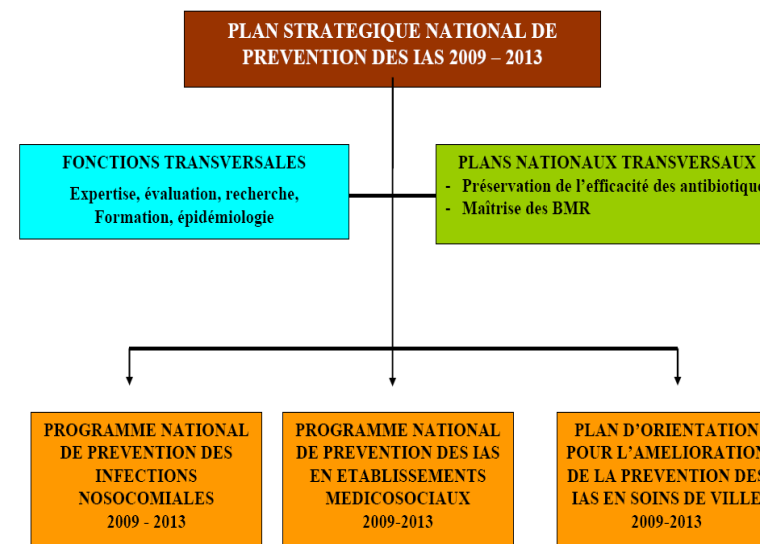 PLAN STRATEGIQUE NATIONAL DE
PREVENTION DES IAS 2009 – 2013
FONCTIONS TRANSVERSALES
Expertise, évaluation, recherche,
Formation, épidémiologie
PLANS NATIONAUX TRANSVERSAUX
- Préservation de l'efficacité des antibiotique
- Maîtrise des BMR
PROGRAMME NATIONAL
DE PREVENTION DES
INFECTIONS
NOSOCOMIALES
2009 - 2013
PROGRAMME NATIONAL
DE PREVENTION DES IAS
EN ETABLISSEMENTS
MEDICOSOCIAUX
2009-2013
PLAN D'ORIENTATION
POUR L'AMELIORATION
DE LA PREVENTION DES
IAS EN SOINS DE VILLE
2009-2013